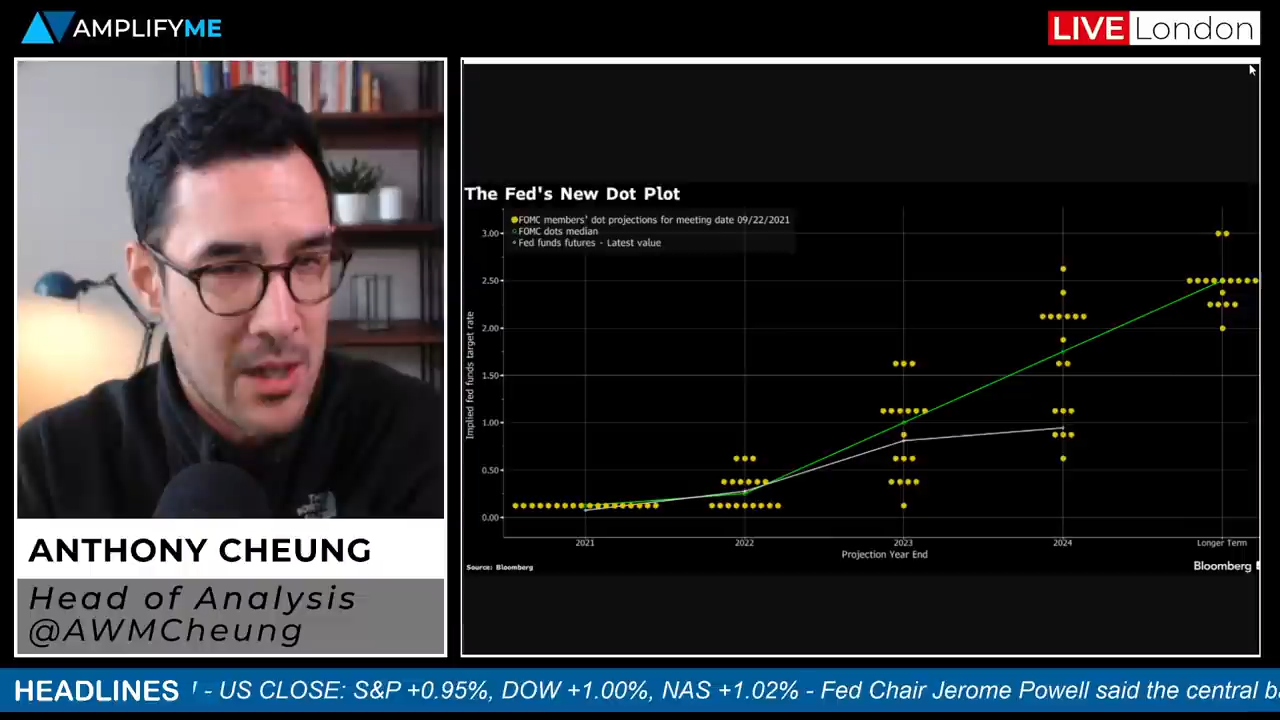 AMPLIFYME
LIVE London
The Fed's New Dot Plot
FOMC members' dot projections for meeting date 09/22/2021
FOMC dots median
Fed funds futures - Latest value
Implied fed funds target rate
3.00
2.50
2.00
1.50
1.00
0.50
0.00
2021 2022 2023 2024 Longer Term
Projection Year End
Source: Bloomberg
Bloomberg
ANTHONY CHEUNG
Head of Analysis
@AWMCheung
HEADLINES - US CLOSE: S&P +0.95%, DOW +1.00%, NAS +1.02% - Fed Chair Jerome Powell said the central